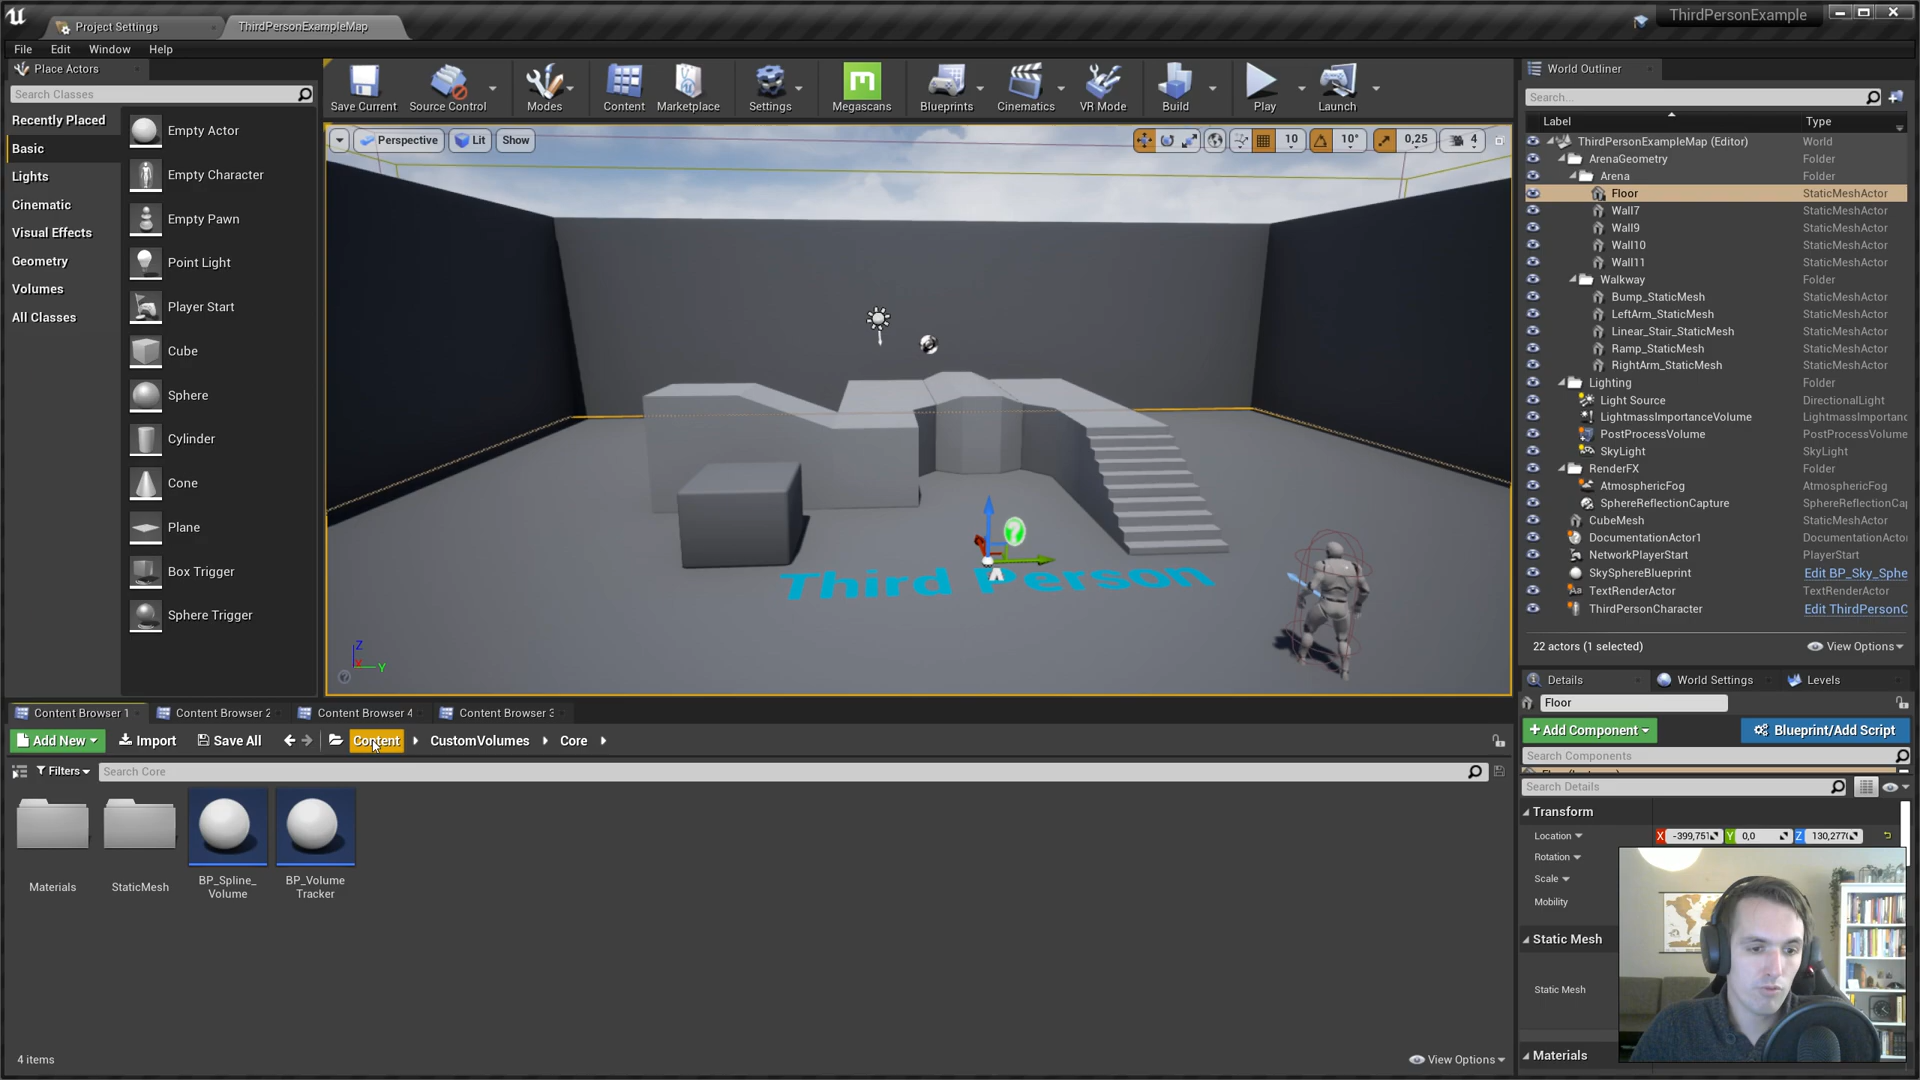 Project Settings
ThirdPersonExampleMap
ThirdPersonExample
File Edit Window Help
Place Actors
Search Classes
Recently Placed
Basic
Lights
Cinematic
Visual Effects
Geometry
Volumes
All Classes
Empty Actor
Empty Character
Empty Pawn
Point Light
Player Start
Cube
Sphere
Cylinder
Cone
Plane
Box Trigger
Sphere Trigger
Save Current
Source Control
Modes
Content
Marketplace
Settings
Megascans
Blueprints
Cinematics
VR Mode
Build
Play
Launch
Perspective
Lit
Show
10
10°
0,25
4
Third Person
Z
X
Y
World Outliner
Search...
Label Type
ThirdPersonExampleMap (Editor) World
ArenaGeometry Folder
Arena Folder
Floor StaticMeshActor
Wall7 StaticMeshActor
Wall9 StaticMeshActor
Wall10 StaticMeshActor
Wall11 StaticMeshActor
Walkway Folder
Bump_StaticMesh StaticMeshActor
LeftArm_StaticMesh StaticMeshActor
Linear_Stair_StaticMesh StaticMeshActor
Ramp_StaticMesh StaticMeshActor
RightArm_StaticMesh StaticMeshActor
Lighting Folder
Light Source DirectionalLight
LightmassImportanceVolume LightmassImportanc
PostProcessVolume PostProcessVolume
SkyLight SkyLight
RenderFX Folder
AtmosphericFog AtmosphericFog
SphereReflectionCapture SphereReflectionCap
CubeMesh StaticMeshActor
DocumentationActor1 DocumentationActo
NetworkPlayerStart PlayerStart
SkySphereBlueprint Edit BP_Sky_Sphe
TextRenderActor TextRenderActor
ThirdPersonCharacter Edit ThirdPersonC
22 actors (1 selected)
View Options
Details
World Settings
Levels
Floor
+ Add Component
Blueprint/Add Script
Search Components
Search Details
Transform
Location X -399,751 Y 0,0 Z 130,2770
Rotation
Scale
Mobility
Static Mesh
Static Mesh
Materials
Content Browser 1
Content Browser 2
Content Browser 4
Content Browser 3
Add New
Import
Save All
Content
CustomVolumes
Core
Filters
Search Core
Materials
StaticMesh
BP_Spline_
Volume
BP_Volume
Tracker
4 items
View Options